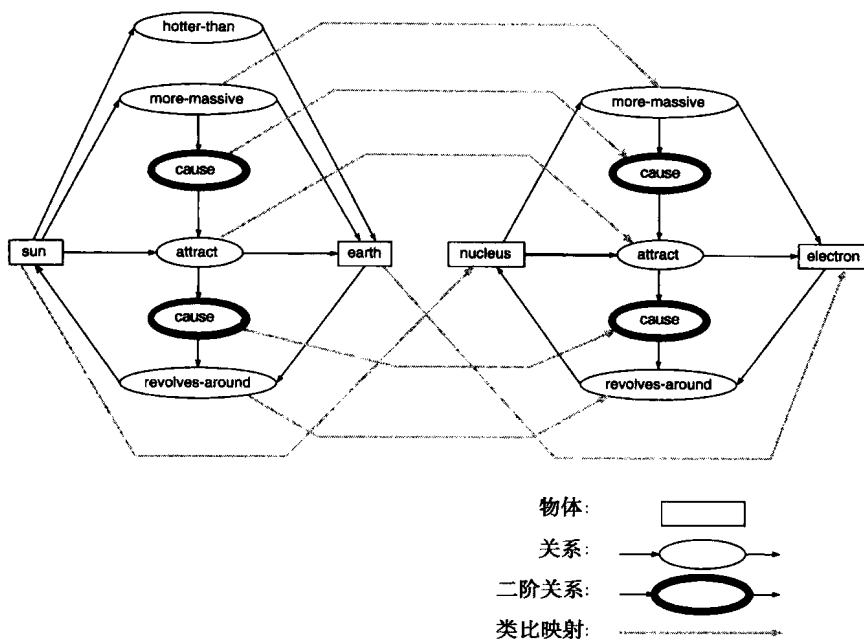 hotter-than
more-massive
cause
sun
attract
earth
cause
revolves-around
more-massive
cause
nucleus
attract
electron
cause
revolves-around
物体:
关系:
二阶关系:
类比映射: